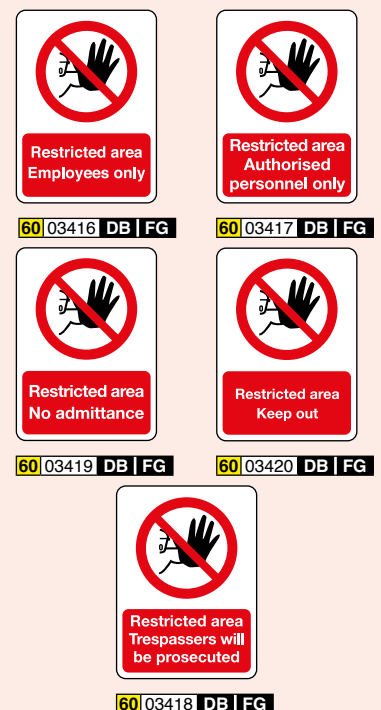 Restricted area
Employees only
60 03416 DB | FG
Restricted area
Authorised
personnel only
60 03417 DB | FG
Restricted area
No admittance
60 03419 DB | FG
Restricted area
Keep out
60 03420 DB | FG
Restricted area
Trespassers will
be prosecuted
60 03418 DB | FG